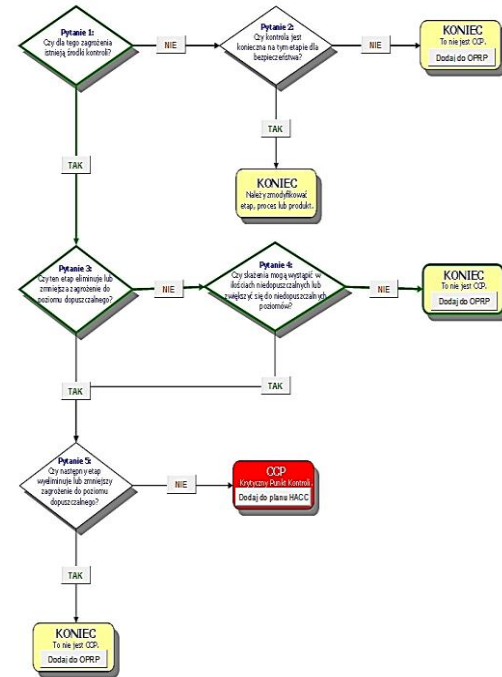 Pytanie 1:
Czy dla tego zagrożenia
istnieją środki kontroli?
NIE
Pytanie 2:
Czy kontrola jest
konieczna na tym etapie dla
bezpieczeństwa?
NIE
KONIEC
To nie jest CCP.
Dodaj do OPRP
TAK
TAK
KONIEC
Należy zmodyfikować
etap, proces lub produkt.
Pytanie 3:
Czy ten etap eliminuje lub
zmniejsza zagrożenie do
poziomu dopuszczalnego?
NIE
Pytanie 4:
Czy skażenia mogą wystąpić w
ilościach niedopuszczalnych lub
zwiększyć się do niedopuszczalnych
poziomów?
NIE
KONIEC
To nie jest CCP.
Dodaj do OPRP
TAK
TAK
Pytanie 5:
Czy następny etap
wyeliminuje lub zmniejszy
zagrożenie do poziomu
dopuszczalnego?
NIE
CCP
Krytyczny Punkt Kontroli.
Dodaj do planu HACC
TAK
KONIEC
To nie jest CCP.
Dodaj do OPRP